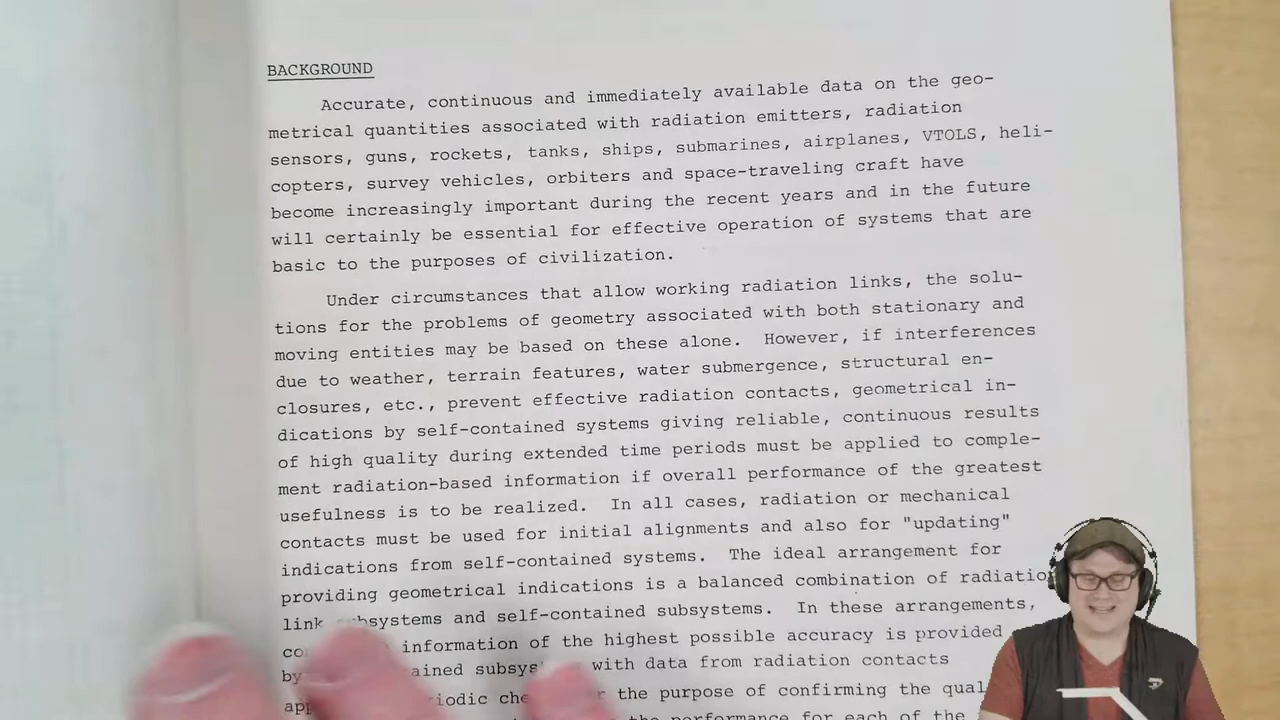 BACKGROUND
Accurate, continuous and immediately available data on the geo-
metrical quantities associated with radiation emitters, radiation
sensors, guns, rockets, tanks, ships, submarines, airplanes, VTOLS, heli-
copters, survey vehicles, orbiters and space-traveling craft have
become increasingly important during the recent years and in the future
will certainly be essential for effective operation of systems that are
basic to the purposes of civilization.
Under circumstances that allow working radiation links, the solu-
tions for the problems of geometry associated with both stationary and
moving entities may be based on these alone. However, if interferences
due to weather, terrain features, water submergence, structural en-
closures, etc., prevent effective radiation contacts, geometrical in-
dications by self-contained systems giving reliable, continuous results
of high quality during extended time periods must be applied to comple-
ment radiation-based information if overall performance of the greatest
usefulness is to be realized. In all cases, radiation or mechanical
contacts must be used for initial alignments and also for "updating"
indications from self-contained systems. The ideal arrangement for
providing geometrical indications is a balanced combination of radiatio
link subsystems and self-contained subsystems. In these arrangements,
information of the highest possible accuracy is provided
by with data from radiation contacts
the purpose of confirming the
the performance for each of the